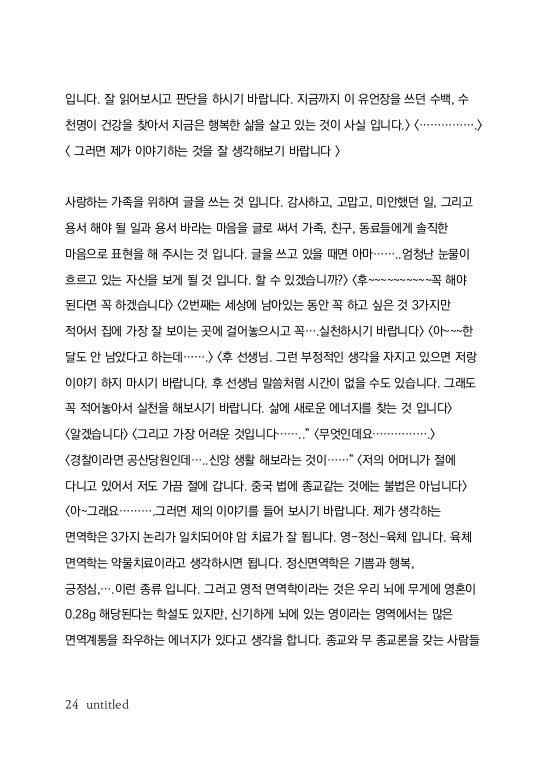 입니다. 잘 읽어보시고 판단을 하시기 바랍니다. 지금까지 이 유언장을 쓰던 수백, 수
천명이 건강을 찾아서 지금은 행복한 삶을 살고 있는 것이 사실 입니다.> <…………….>
< 그러면 제가 이야기하는 것을 잘 생각해보기 바랍니다 >
사랑하는 가족을 위하여 글을 쓰는 것 입니다. 감사하고, 고맙고, 미안했던 일, 그리고
용서 해야 될 일과 용서 바라는 마음을 글로 써서 가족, 친구, 동료들에게 솔직한
마음으로 표현을 해 주시는 것 입니다. 글을 쓰고 있을 때면 아마……..엄청난 눈물이
흐르고 있는 자신을 보게 될 것 입니다. 할 수 있겠습니까?> <후~~~~~~~~~~꼭 해야
된다면 꼭 하겠습니다> <2번째는 세상에 남아있는 동안 꼭 하고 싶은 것 3가지만
적어서 집에 가장 잘 보이는 곳에 걸어놓으시고 꼭….실천하시기 바랍니다> <아~~~한
달도 안 남았다고 하는데…….> <후 선생님. 그런 부정적인 생각을 자지고 있으면 저랑
이야기 하지 마시기 바랍니다. 후 선생님 말씀처럼 시간이 없을 수도 있습니다. 그래도
꼭 적어놓아서 실천을 해보시기 바랍니다. 삶에 새로운 에너지를 찾는 것 입니다>
<알겠습니다> <그리고 가장 어려운 것입니다……..” <무엇인데요…………….>
<경찰이라면 공산당원인데…..신앙 생활 해보라는 것이……” <저의 어머니가 절에
다니고 있어서 저도 가끔 절에 갑니다. 중국 법에 종교같은 것에는 불법은 아닙니다>
<아~그래요……….그러면 제의 이야기를 들어 보시기 바랍니다. 제가 생각하는
면역학은 3가지 논리가 일치되어야 암 치료가 잘 됩니다. 영-정신-육체 입니다. 육체
면역학는 약물치료이라고 생각하시면 됩니다. 정신면역학은 기쁨과 행복,
긍정심,….이런 종류 입니다. 그러고 영적 면역학이라는 것은 우리 뇌에 무게에 영혼이
0.28g 해당된다는 학설도 있지만, 신기하게 뇌에 있는 영이라는 영역에서는 많은
면역계통을 좌우하는 에너지가 있다고 생각을 합니다. 종교와 무 종교론을 갖는 사람들
24 untitled